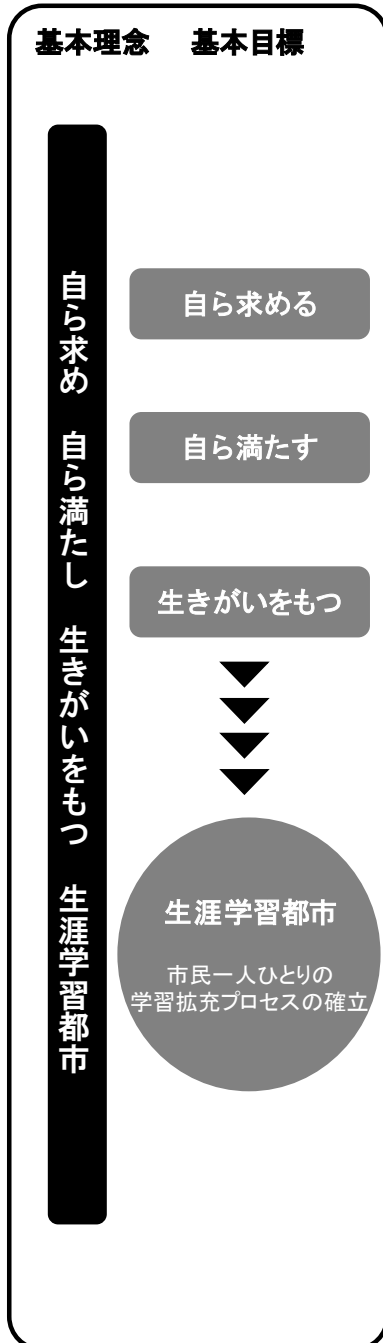 基本理念 基本目標
自ら求め 自ら満たし 生きがいをもつ 生涯学習都市
自ら求める
自ら満たす
生きがいをもつ
生涯学習都市
市民一人ひとりの
学習拡充プロセスの確立